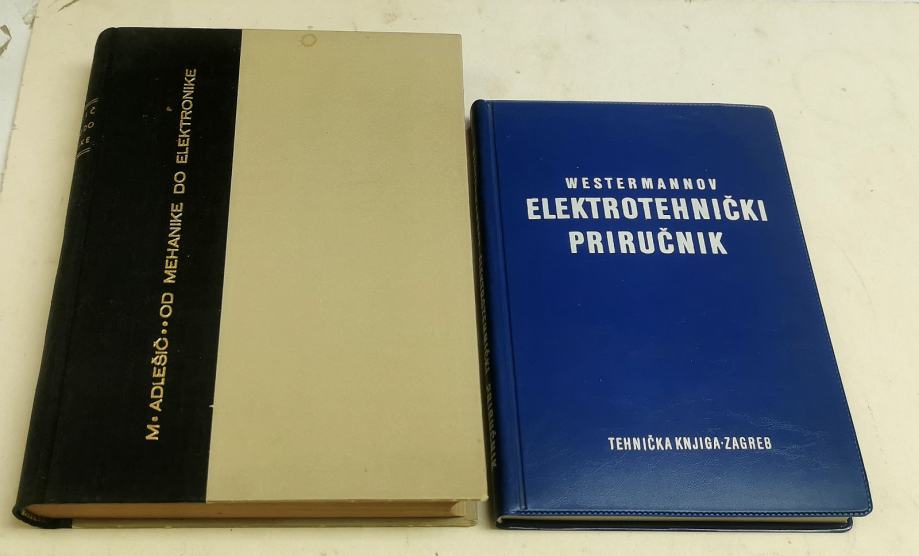 M•ADLEŠIČ••OD MEHANIKE DO ELEKTRONIKE
WESTERMANNOV
ELEKTROTEHNIČKI
PRIRUČNIK
TEHNIČKA KNJIGA·ZAGREB